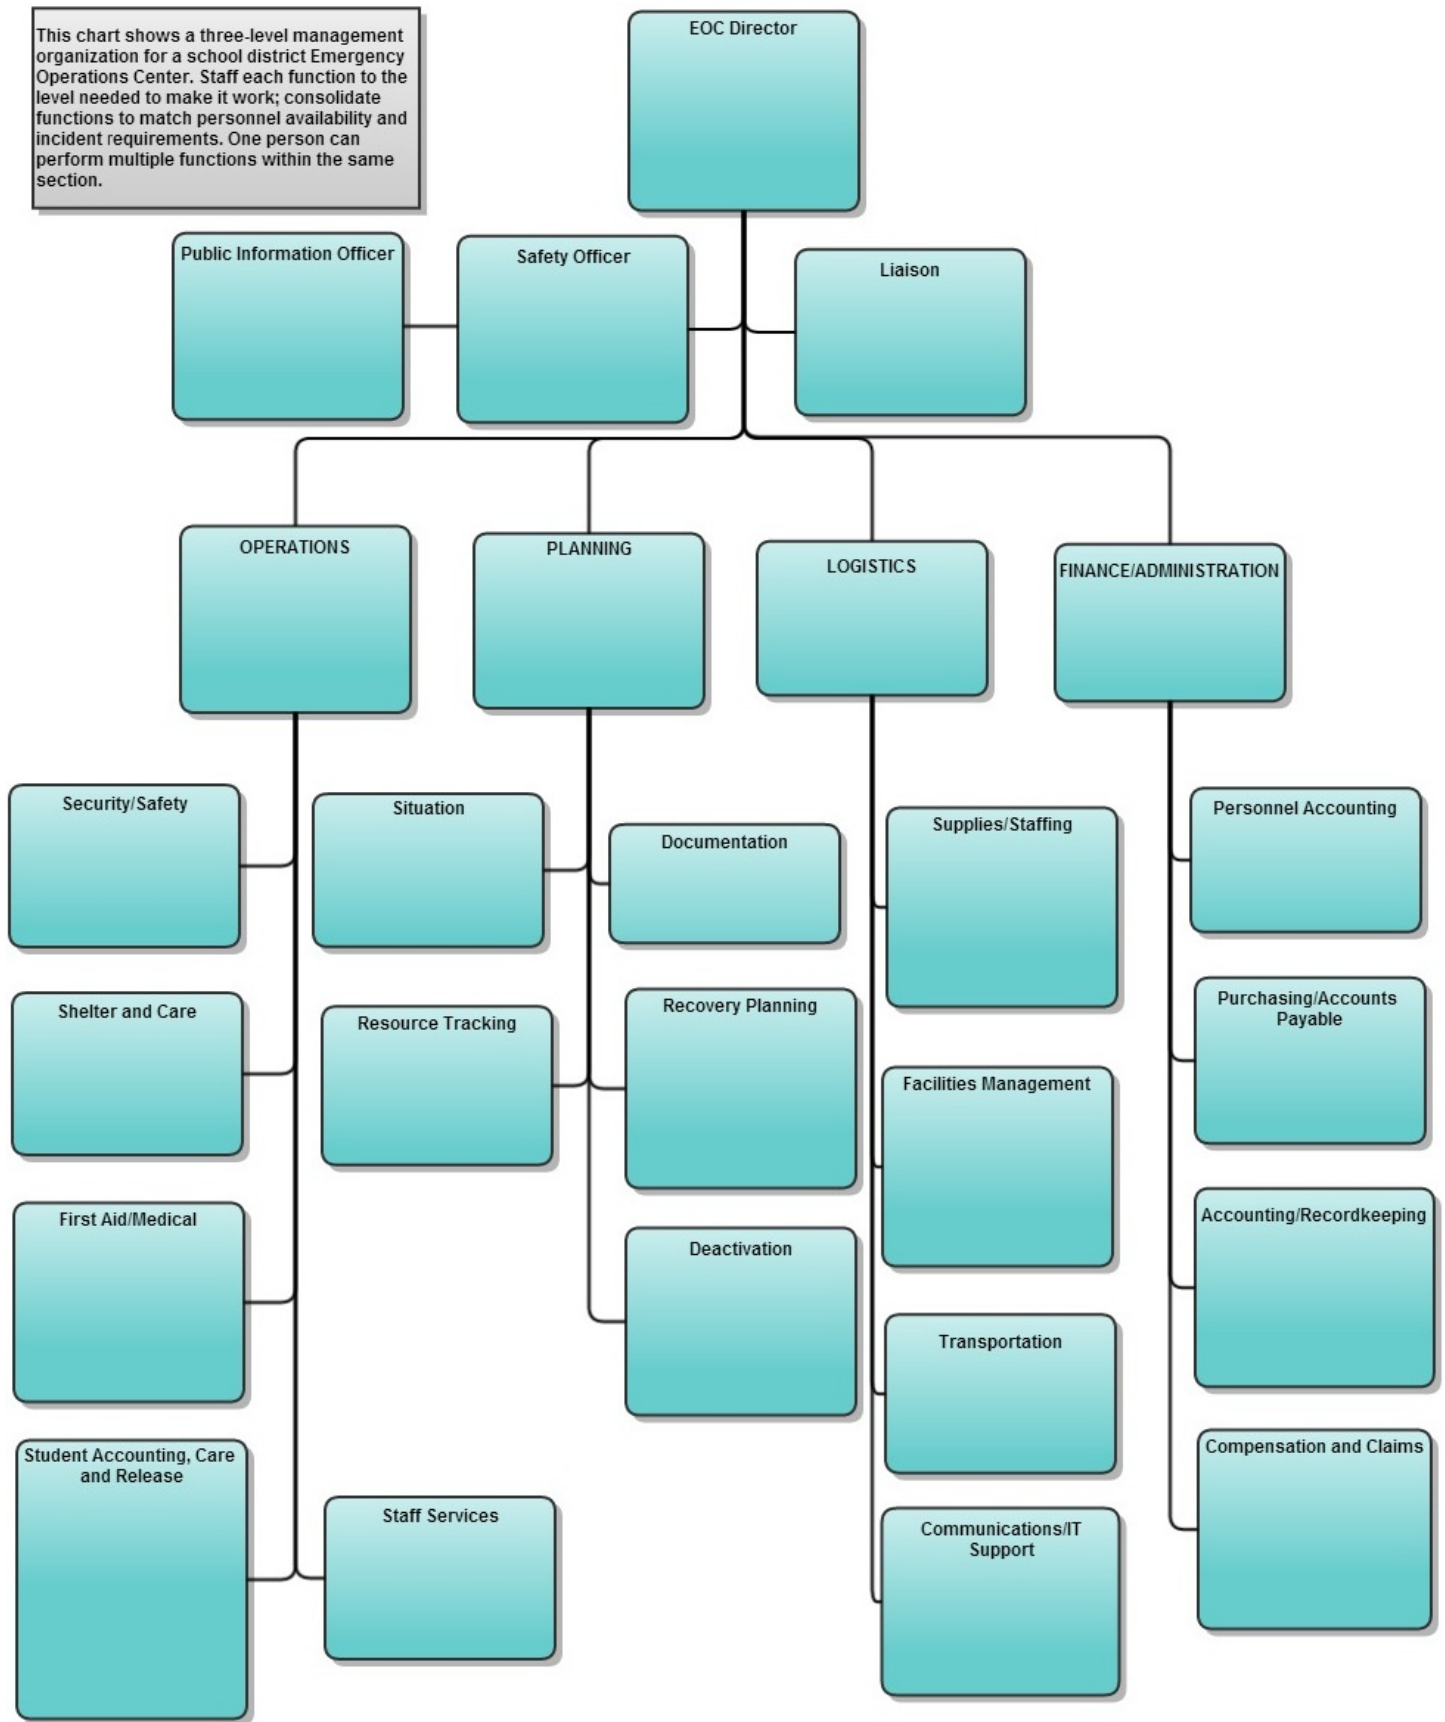 This chart shows a three-level management
organization for a school district Emergency
Operations Center. Staff each function to the
level needed to make it work; consolidate
functions to match personnel availability and
incident requirements. One person can
perform multiple functions within the same
section.
EOC Director
Public Information Officer
Safety Officer
Liaison
OPERATIONS
PLANNING
LOGISTICS
FINANCE/ADMINISTRATION
Security/Safety
Situation
Documentation
Supplies/Staffing
Personnel Accounting
Shelter and Care
Resource Tracking
Recovery Planning
Facilities Management
Purchasing/Accounts
Payable
First Aid/Medical
Deactivation
Transportation
Accounting/Recordkeeping
Student Accounting, Care
and Release
Staff Services
Communications/IT
Support
Compensation and Claims